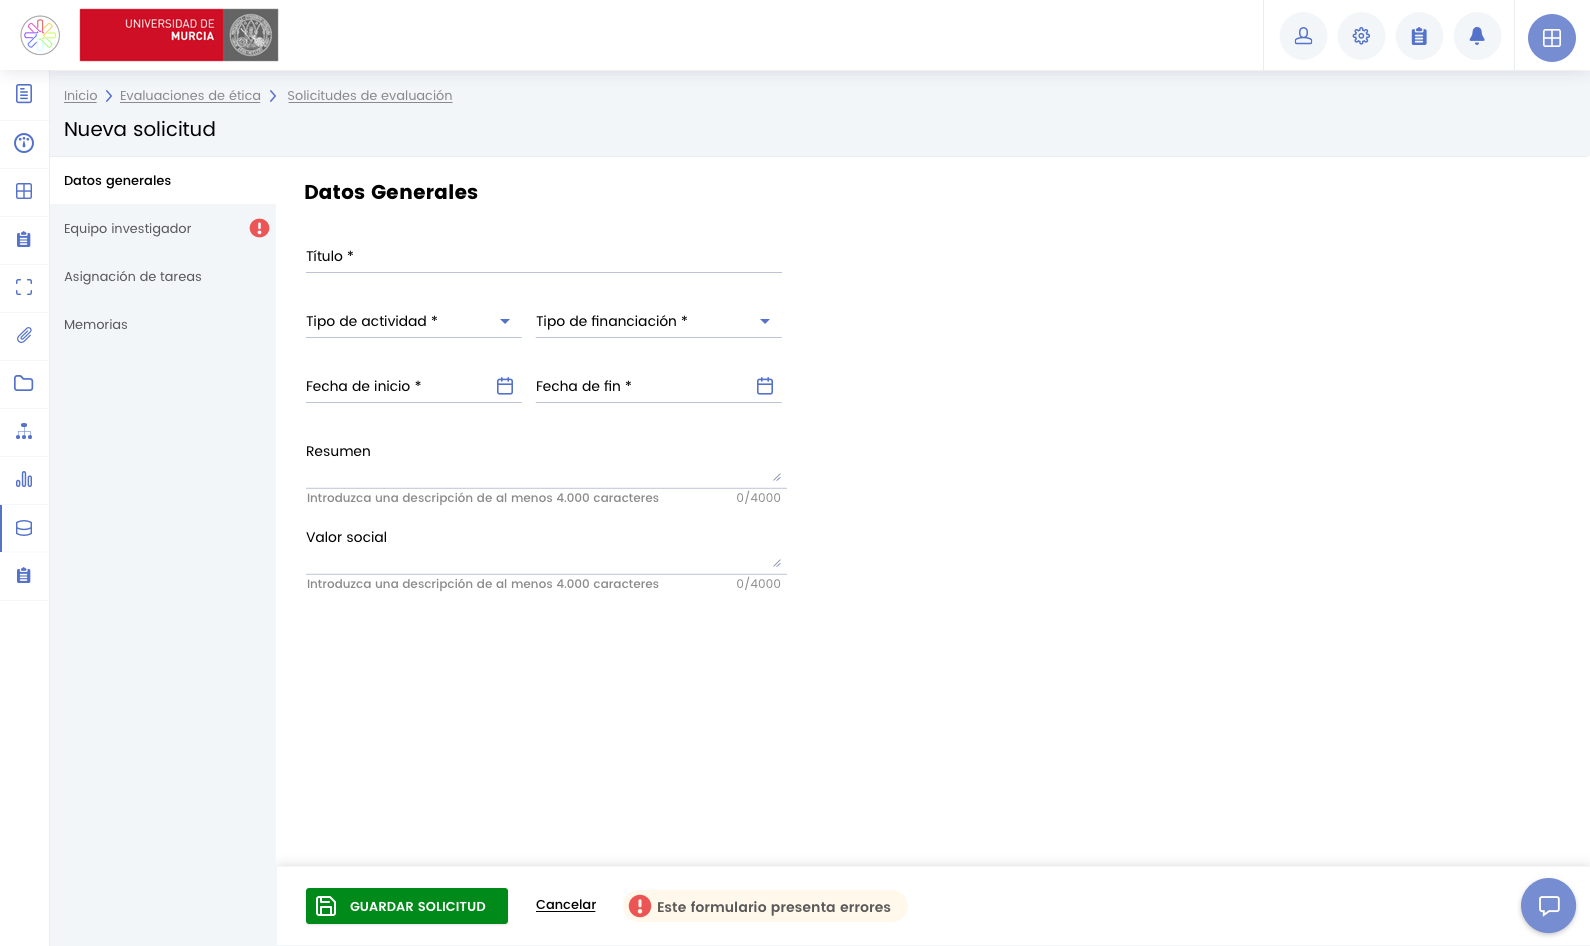 UNIVERSIDAD DE
MURCIA
Inicio
Evaluaciones de ética
Solicitudes de evaluación
Nueva solicitud
Datos generales
Equipo investigador
Asignación de tareas
Memorias
Datos Generales
Título *
Tipo de actividad *
Tipo de financiación *
Fecha de inicio *
Fecha de fin *
Resumen
Introduzca una descripción de al menos 4.000 caracteres
0/4000
Valor social
Introduzca una descripción de al menos 4.000 caracteres
0/4000
GUARDAR SOLICITUD
Cancelar
Este formulario presenta errores